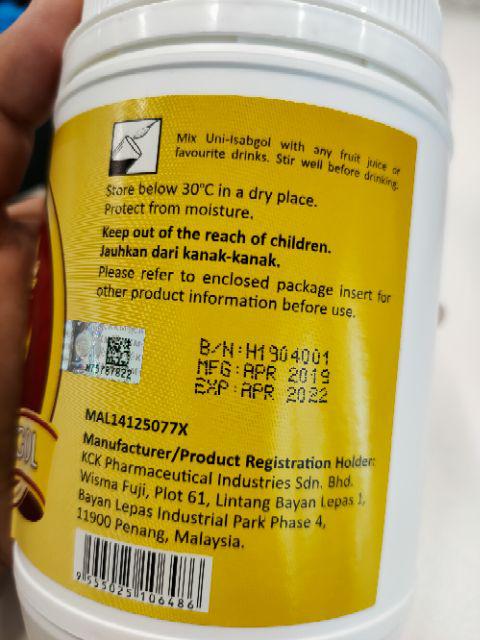 Mix Uni-Isabgol with any fruit juice or
favourite drinks. Stir well before drinking.
Store below 30°C in a dry place.
Protect from moisture.
Keep out of the reach of children.
Jauhkan dari kanak-kanak.
Please refer to enclosed package insert for
other product information before use.
B/N:H1904001
MFG:APR 2019
EXP:APR 2022
MAL14125077X
Manufacturer/Product Registration Holder:
KCK Pharmaceutical Industries Sdn. Bhd.
Wisma Fuji, Plot 61, Lintang Bayan Lepas 1,
Bayan Lepas Industrial Park Phase 4,
11900 Penang, Malaysia.
9 555025 106486